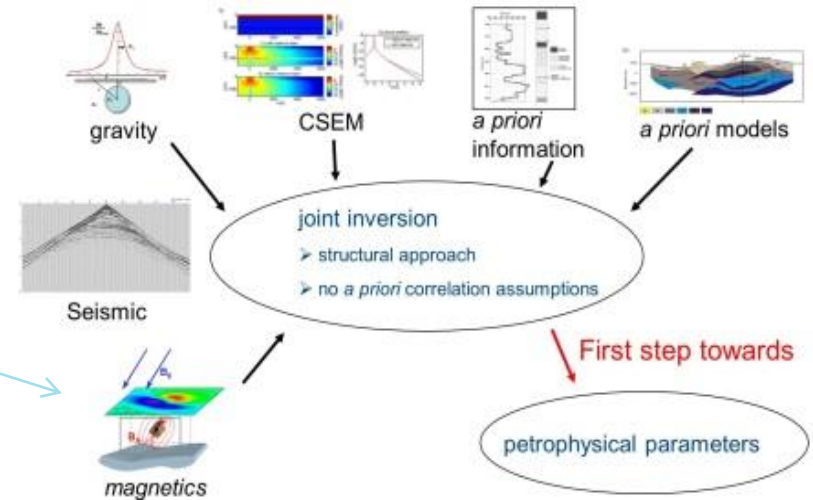 gravity
CSEM
a priori
information
a priori models
joint inversion
➢ structural approach
➢ no a priori correlation assumptions
Seismic
First step towards
petrophysical parameters
magnetics